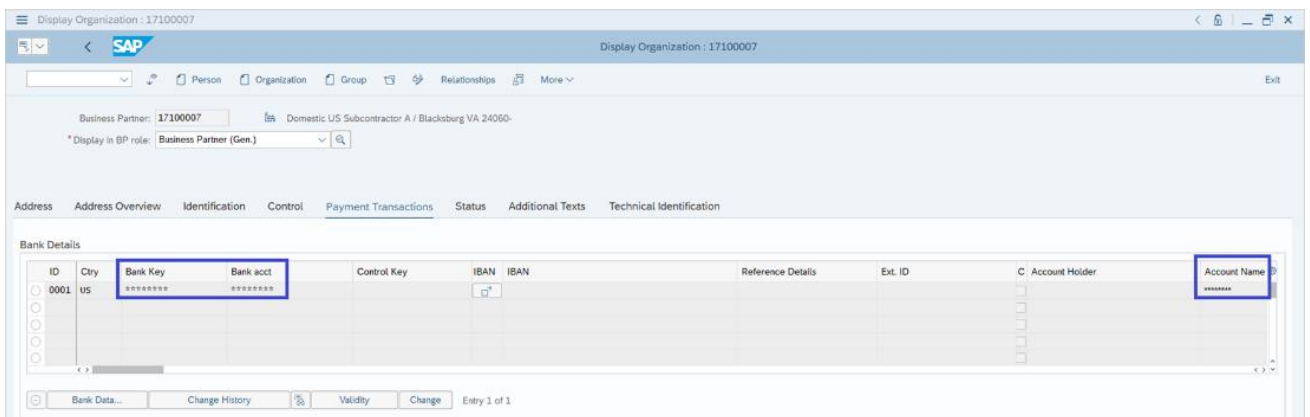 Display Organization : 17100007
SAP
Display Organization : 17100007
Person Organization Group Relationships More Exit
Business Partner: 17100007 Domestic US Subcontractor A / Blacksburg VA 24060-
* Display in BP role: Business Partner (Gen.)
Address Address Overview Identification Control Payment Transactions Status Additional Texts Technical Identification
Bank Details
ID Ctry Bank Key Bank acct Control Key IBAN IBAN Reference Details Ext. ID C Account Holder Account Name
0001 US ******** ******** ********
Bank Data... Change History Validity Change Entry 1 of 1